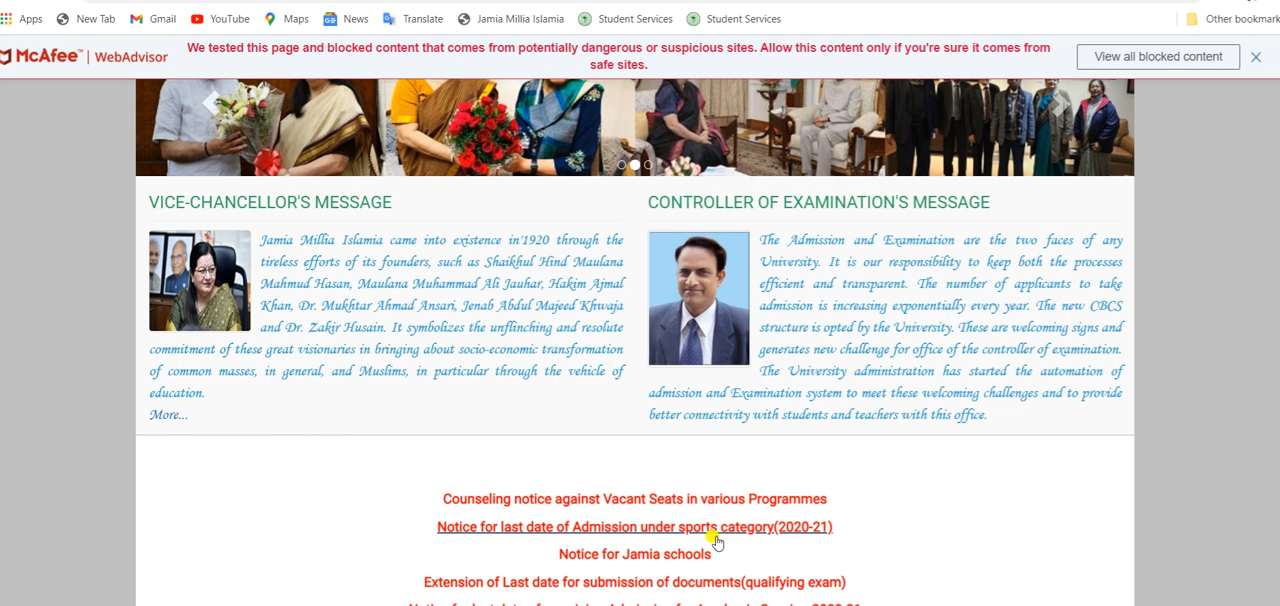 Apps New Tab Gmail YouTube Maps News Translate Jamia Millia Islamia Student Services Student Services Other bookmark
McAfee™ | WebAdvisor
We tested this page and blocked content that comes from potentially dangerous or suspicious sites. Allow this content only if you're sure it comes from
safe sites.
View all blocked content
VICE-CHANCELLOR'S MESSAGE
Jamia Millia Islamia came into existence in'1920 through the
tireless efforts of its founders, such as Shaikhul Hind Maulana
Mahmud Hasan, Maulana Muhammad Ali Jauhar, Hakim Ajmal
Khan, Dr. Mukhtar Ahmad Ansari, Jenab Abdul Majeed Khwaja
and Dr. Zakir Husain. It symbolizes the unflinching and resolute
commitment of these great visionaries in bringing about socio-economic transformation
of common masses, in general, and Muslims, in particular through the vehicle of
education.
More...
CONTROLLER OF EXAMINATION'S MESSAGE
The Admission and Examination are the two faces of any
University. It is our responsibility to keep both the processes
efficient and transparent. The number of applicants to take
admission is increasing exponentially every year. The new CBCS
structure is opted by the University. These are welcoming signs and
generates new challenge for office of the controller of examination.
The University administration has started the automation of
admission and Examination system to meet these welcoming challenges and to provide
better connectivity with students and teachers with this office.
Counseling notice against Vacant Seats in various Programmes
Notice for last date of Admission under sports category(2020-21)
Notice for Jamia schools
Extension of Last date for submission of documents(qualifying exam)